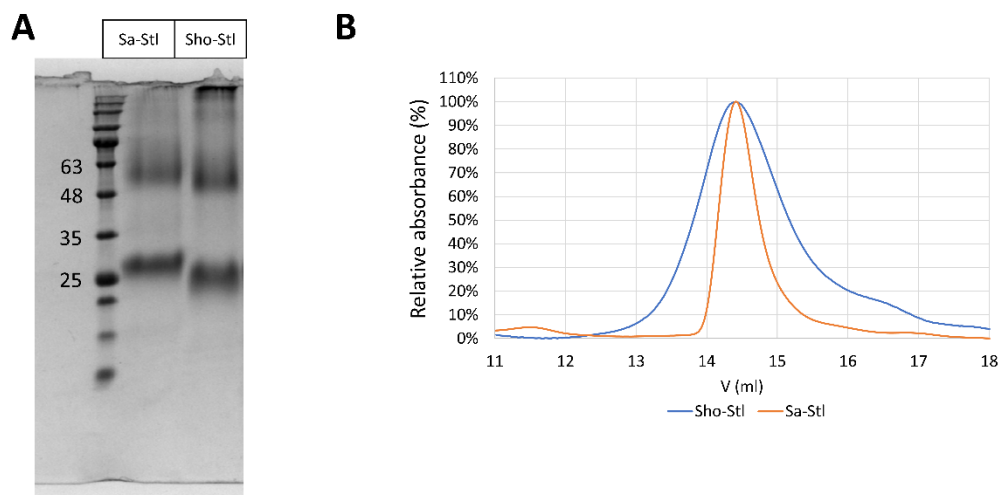 A
Sa-Stl Sho-Stl
63
48
35
25
B
Relative absorbance (%)
110%
100%
90%
80%
70%
60%
50%
40%
30%
20%
10%
0%
11 12 13 14 15 16 17 18
V (ml)
Sho-Stl Sa-Stl